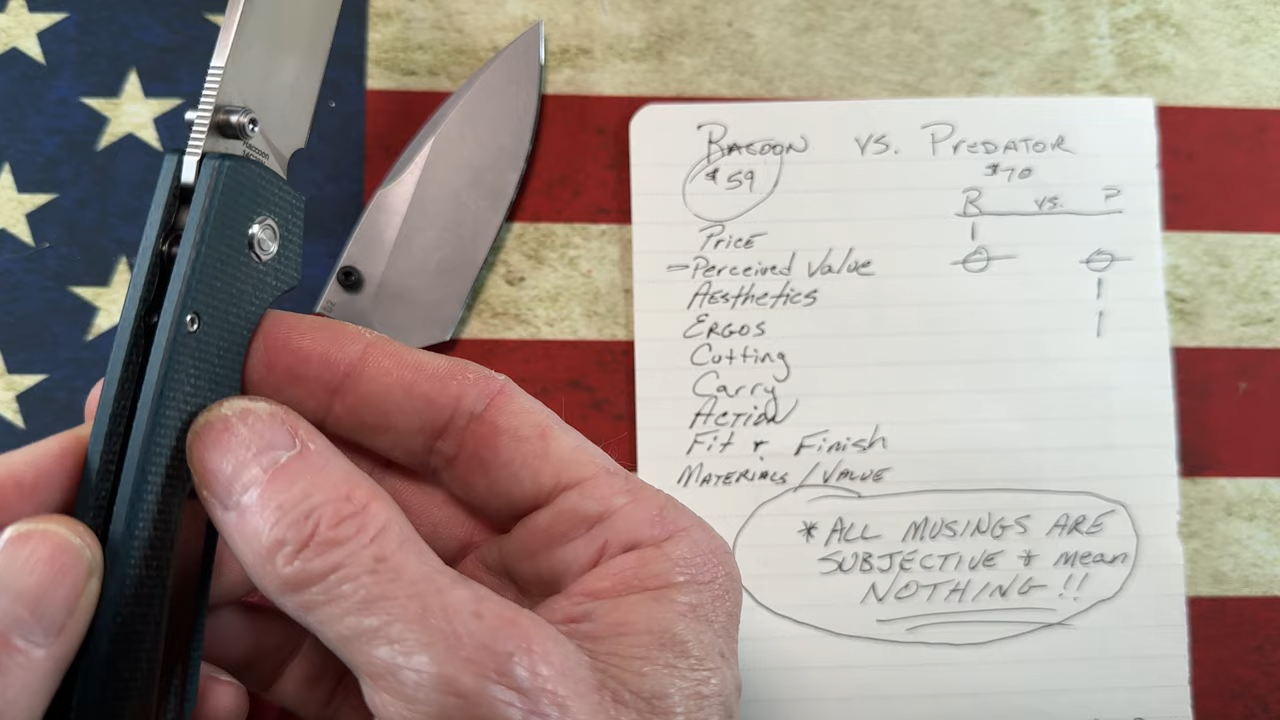 RACOON VS. PREDATOR
$59 $70
R vs. P
Price |
Perceived Value
AESthetics |
ERGOS |
Cutting
Carry
ACTION
Fit + Finish
MATERIALS / VALUE
* ALL MUSINGS ARE
SUBJECTIVE + mean
NOTHING !!
Raccoon